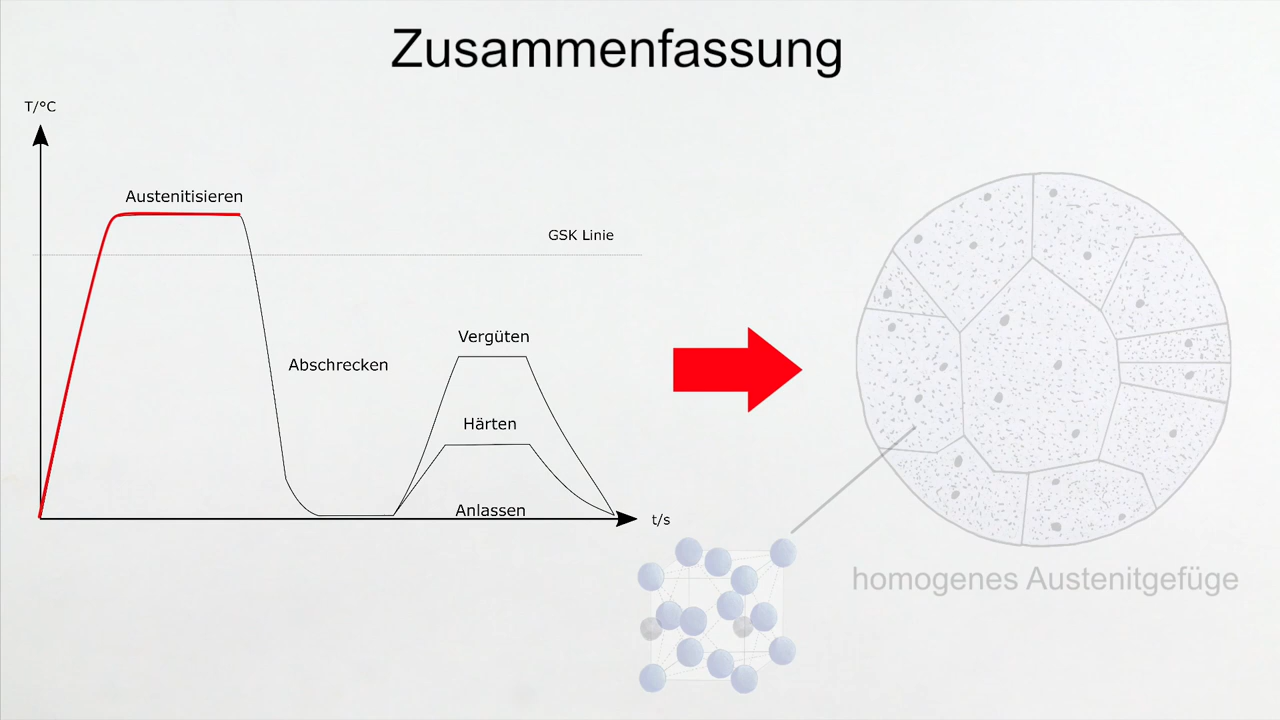 Zusammenfassung
T/°C
Austenitisieren
GSK Linie
Vergüten
Abschrecken
Härten
Anlassen
t/s
homogenes Austenitgefüge